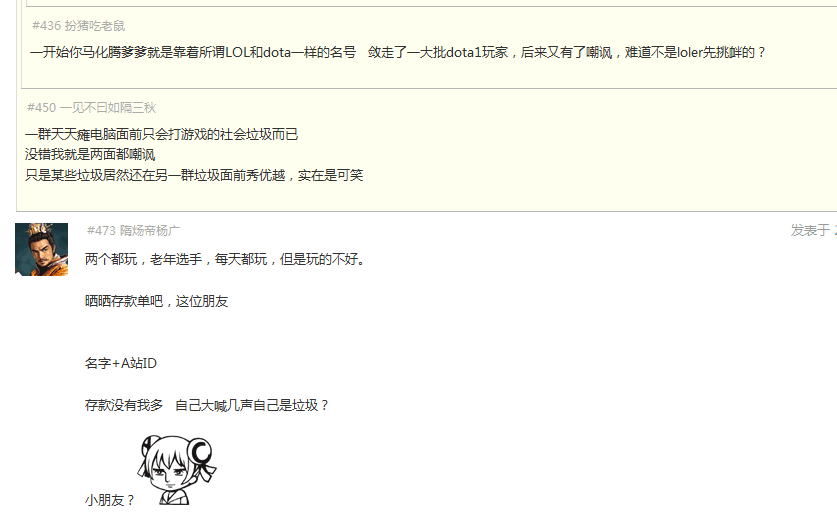 #436 扮猪吃老鼠
一开始你马化腾爹爹就是靠着所谓LOL和dota一样的名号 敛走了一大批dota1玩家，后来又有了嘲讽，难道不是loler先挑衅的？
#450 一见不日如隔三秋
一群天天瘫电脑面前只会打游戏的社会垃圾而已
没错我就是两面都嘲讽
只是某些垃圾居然还在另一群垃圾面前秀优越，实在是可笑
#473 隋炀帝杨广
发表于 2
两个都玩，老年选手，每天都玩，但是玩的不好。
晒晒存款单吧，这位朋友
名字+A站ID
存款没有我多 自己大喊几声自己是垃圾？
小朋友？